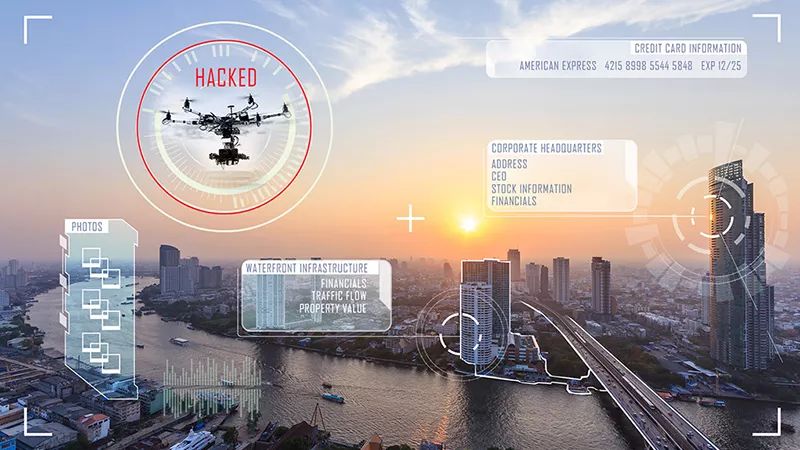 HACKED
CREDIT CARD INFORMATION
AMERICAN EXPRESS 4215 8998 5544 5848 EXP 12/25
CORPORATE HEADQUARTERS
ADDRESS
CEO
STOCK INFORMATION
FINANCIALS
PHOTOS
WATERFRONT INFRASTRUCTURE
FINANCIALS
TRAFFIC FLOW
PROPERTY VALUE